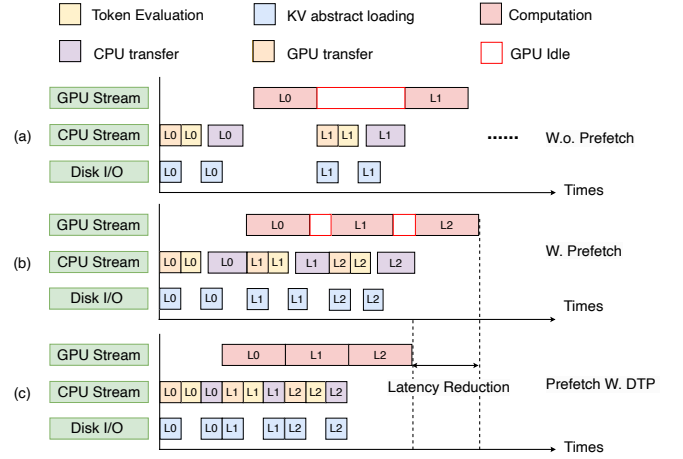 Token Evaluation
KV abstract loading
Computation
CPU transfer
GPU transfer
GPU Idle
GPU Stream
L0
L1
(a)
CPU Stream
L0 L0 L0 L1 L1 L1
......
W.o. Prefetch
Disk I/O
L0 L0 L1 L1
Times
GPU Stream
L0 L1 L2
W. Prefetch
(b)
CPU Stream
L0 L0 L0 L1 L1 L1 L2 L2 L2
Disk I/O
L0 L0 L1 L1 L2 L2
Times
GPU Stream
L0 L1 L2
Latency Reduction
Prefetch W. DTP
(c)
CPU Stream
L0 L0 L0 L1 L1 L1 L2 L2 L2
Disk I/O
L0 L0 L1 L1 L2 L2
Times